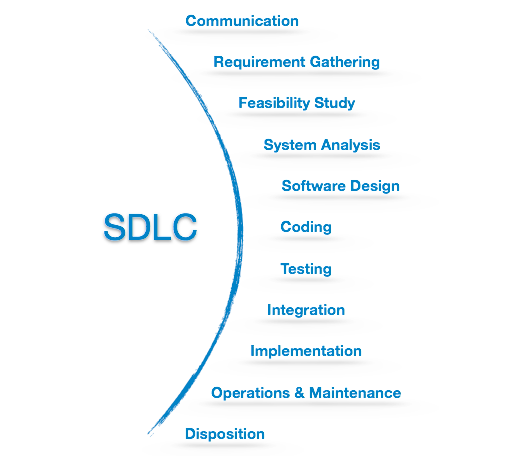 Communication
Requirement Gathering
Feasibility Study
System Analysis
Software Design
SDLC
Coding
Testing
Integration
Implementation
Operations & Maintenance
Disposition